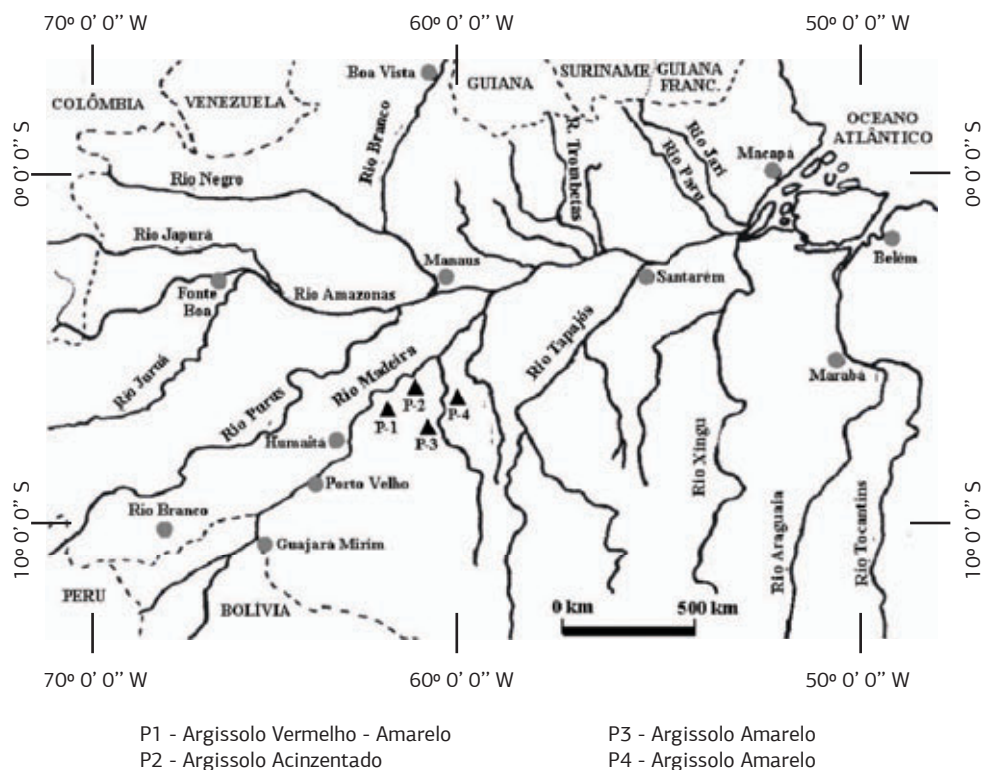 70º 0' 0'' W
60º 0' 0'' W
50º 0' 0'' W
Boa Vista
GUIANA
SURINAME
GUIANA
FRANC.
COLÔMBIA
VENEZUELA
OCEANO
ATLÂNTICO
Rio Branco
R. Trombetas
Rio Jari
Rio Paru
Macapá
0º 0' 0'' S
0º 0' 0'' S
Rio Negro
Rio Japurá
Manaus
Belém
Fonte
Boa
Rio Amazonas
Santarém
Rio Juruá
Rio Purus
Rio Madeira
Rio Tapajós
Marabá
P-2
P-1
P-4
P-3
Humaitá
Rio Xingu
Porto Velho
Rio Branco
Rio Araguaia
Rio Tocantins
10º 0' 0'' S
10º 0' 0'' S
Guajará Mirim
PERU
BOLÍVIA
0 km
500 km
70º 0' 0'' W
60º 0' 0'' W
50º 0' 0'' W
P1 - Argissolo Vermelho - Amarelo
P2 - Argissolo Acinzentado
P3 - Argissolo Amarelo
P4 - Argissolo Amarelo